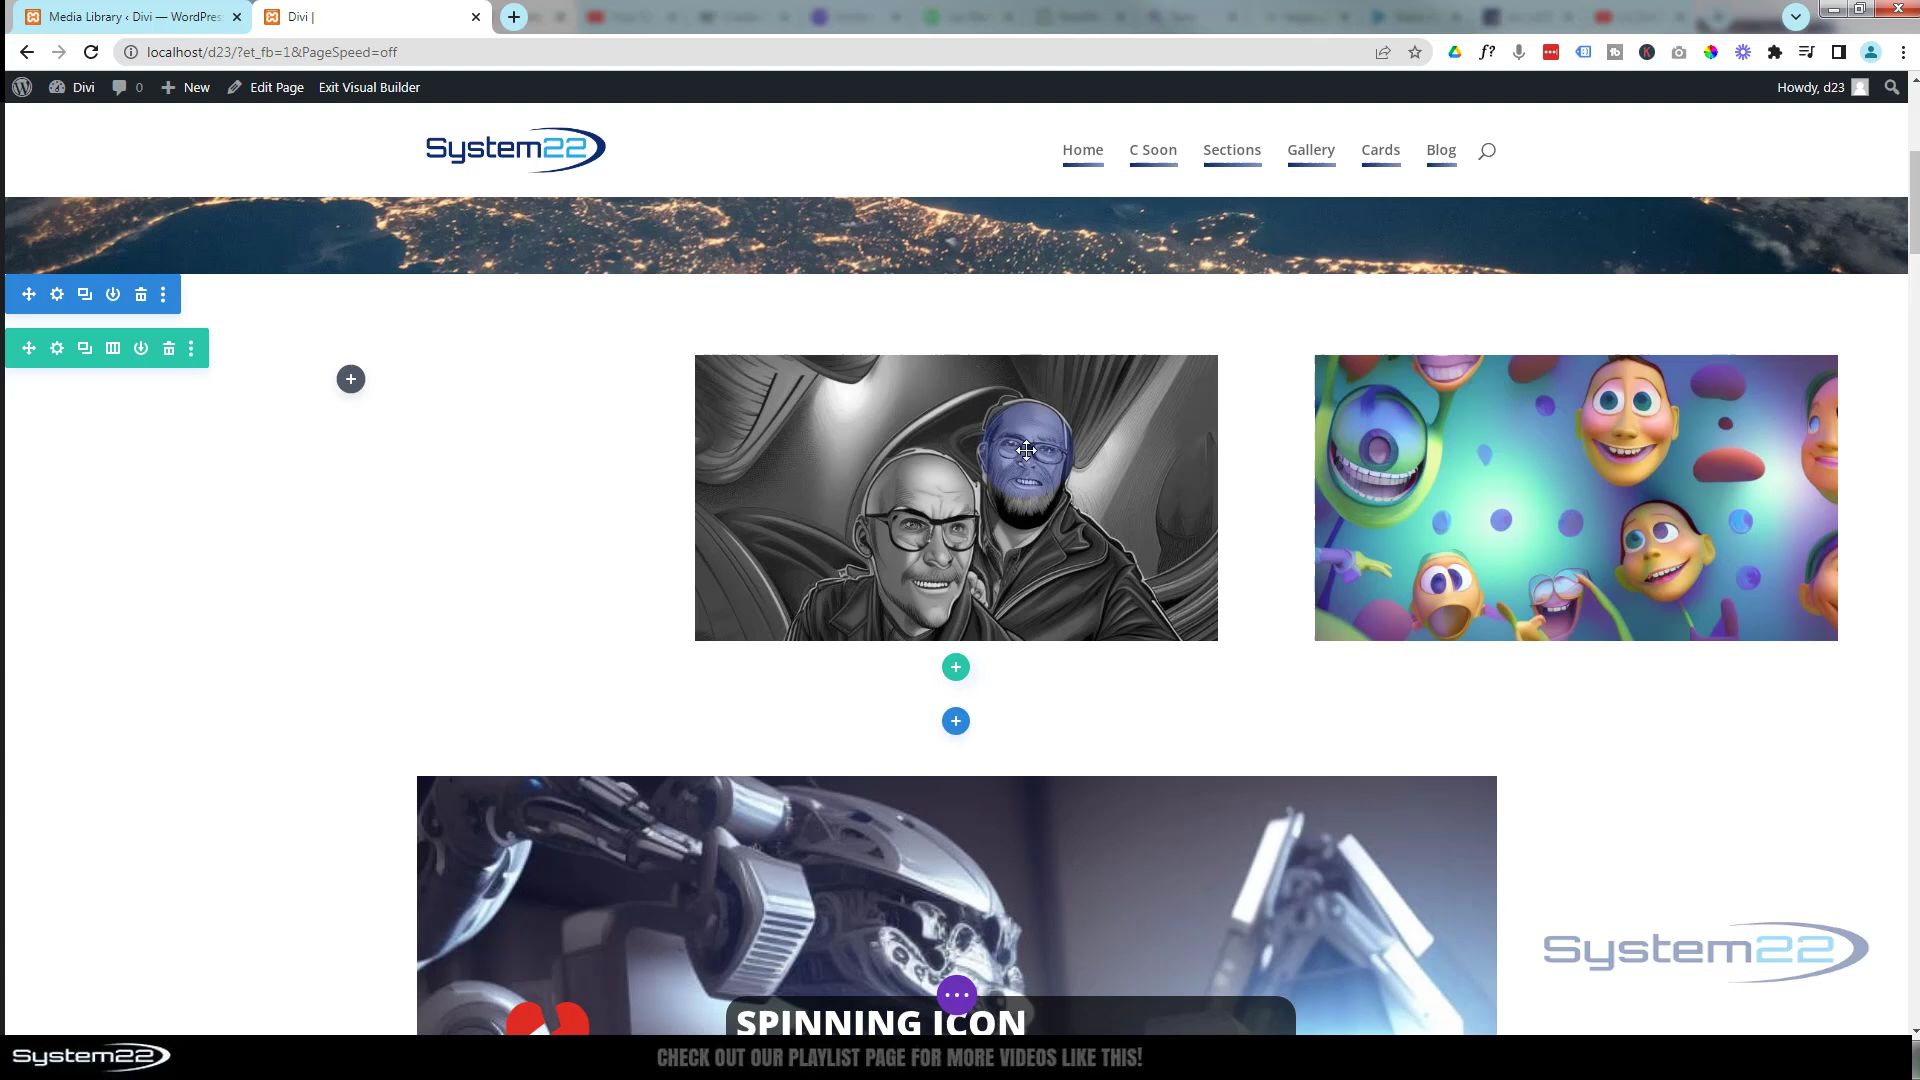 Media Library ‹ Divi — WordPres
Divi |
localhost/d23/?et_fb=1&PageSpeed=off
Divi
0
New
Edit Page
Exit Visual Builder
Howdy, d23
System22
Home
C Soon
Sections
Gallery
Cards
Blog
System22
SPINNING ICON
System22
CHECK OUT OUR PLAYLIST PAGE FOR MORE VIDEOS LIKE THIS!